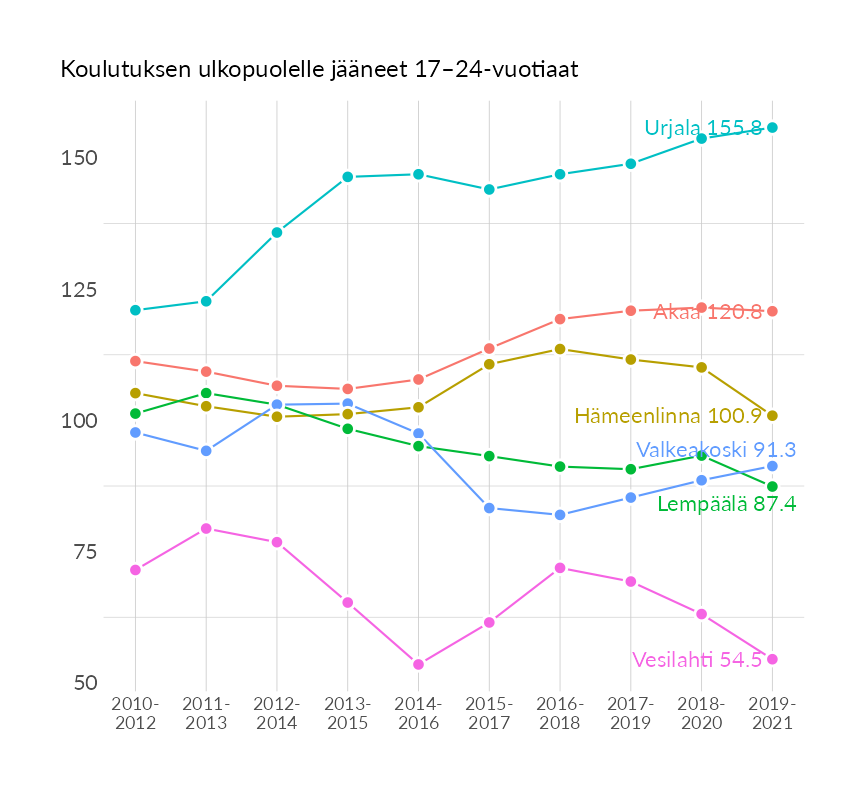 Koulutuksen ulkopuolelle jääneet 17–24-vuotiaat
Urjala 155.8
150
125
Akaa 120.8
100
Hämeenlinna 100.9
Valkeakoski 91.3
Lempäälä 87.4
75
Vesilahti 54.5
50
2010- 2011- 2012- 2013- 2014- 2015- 2016- 2017- 2018- 2019-
2012 2013 2014 2015 2016 2017 2018 2019 2020 2021